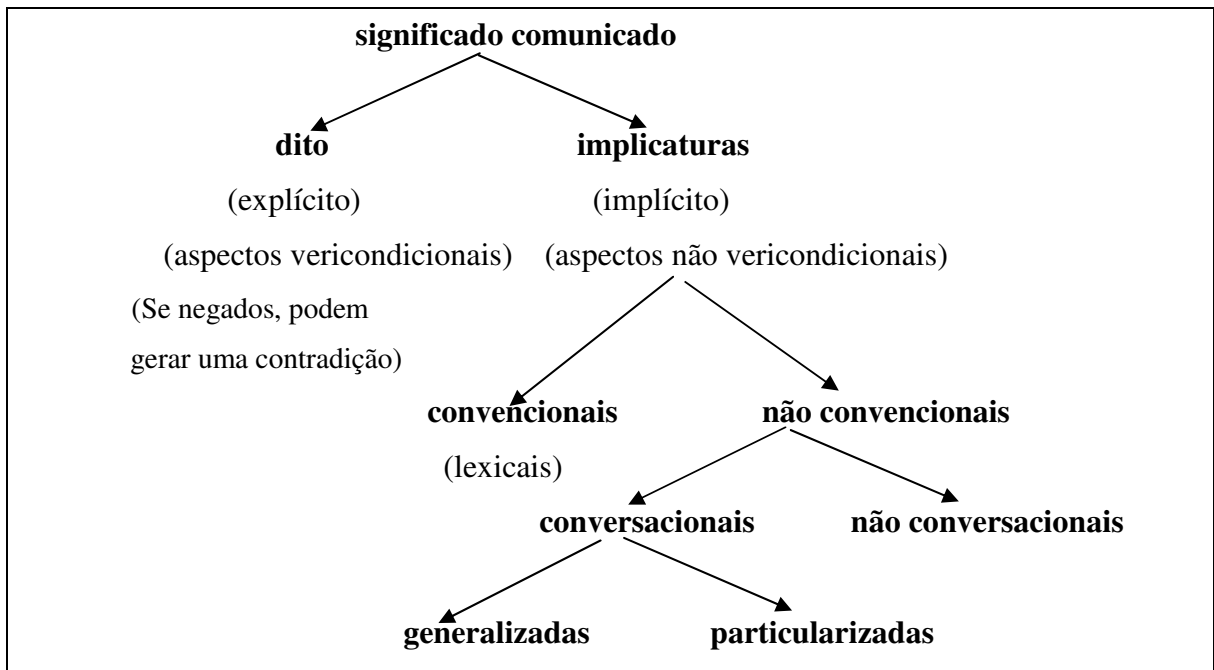 significado comunicado
dito implicaturas
(explícito) (implícito)
(aspectos vericondicionais) (aspectos não vericondicionais)
(Se negados, podem
gerar uma contradição)
convencionais não convencionais
(lexicais)
conversacionais não conversacionais
generalizadas particularizadas